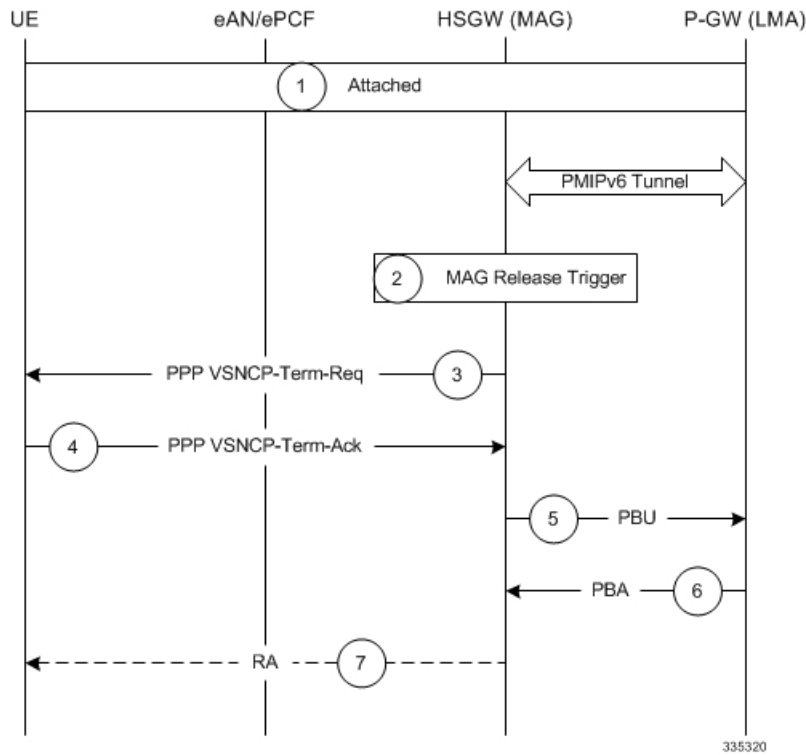 UE eAN/ePCF HSGW (MAG) P-GW (LMA)
1 Attached
PMIPv6 Tunnel
2 MAG Release Trigger
PPP VSNCP-Term-Req 3
4 PPP VSNCP-Term-Ack
5 PBU
PBA 6
RA 7
335320